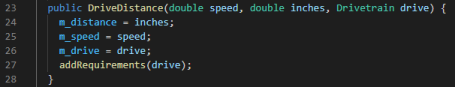 23 public DriveDistance(double speed, double inches, Drivetrain drive) {
24 m_distance = inches;
25 m_speed = speed;
26 m_drive = drive;
27 addRequirements(drive);
28 }